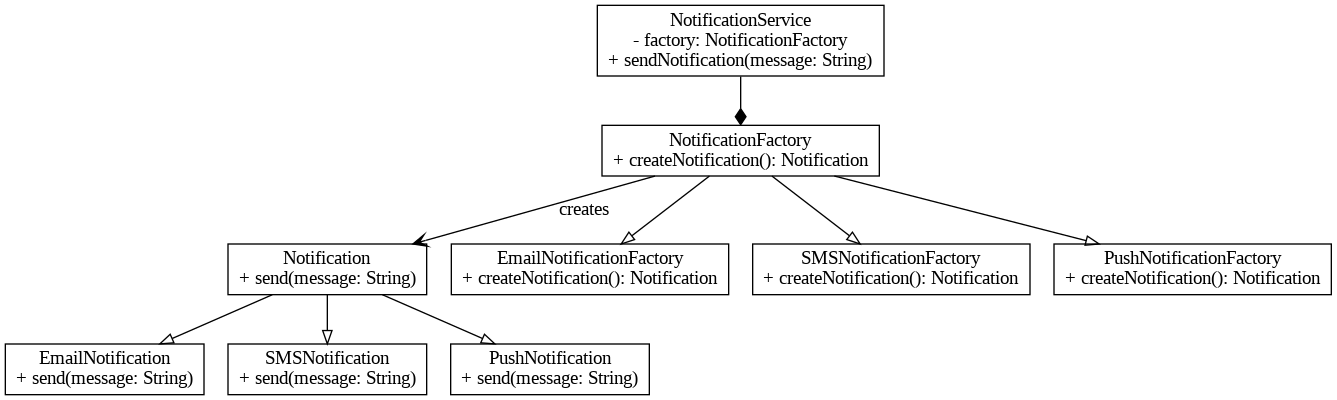 NotificationService
- factory: NotificationFactory
+ sendNotification(message: String)
NotificationFactory
+ createNotification(): Notification
creates
Notification
+ send(message: String)
EmailNotificationFactory
+ createNotification(): Notification
SMSNotificationFactory
+ createNotification(): Notification
PushNotificationFactory
+ createNotification(): Notification
EmailNotification
+ send(message: String)
SMSNotification
+ send(message: String)
PushNotification
+ send(message: String)